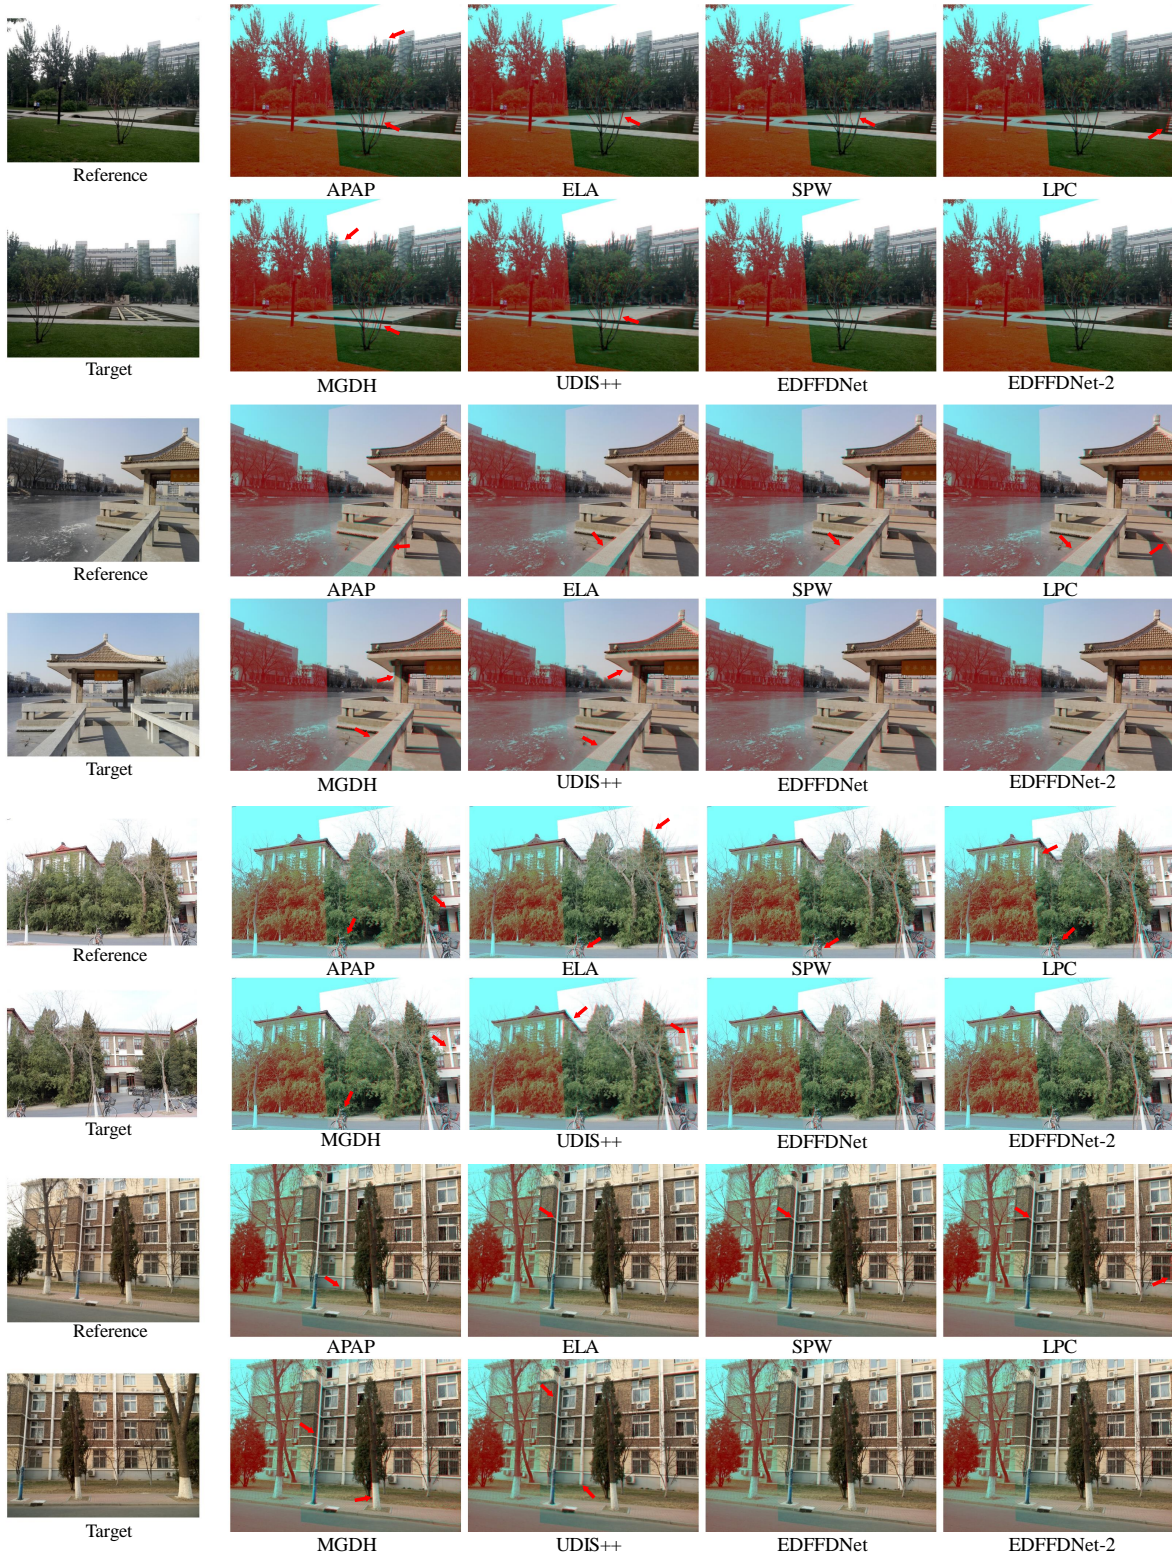 Reference
APAP
ELA
SPW
LPC
Target
MGDH
UDIS++
EDFFDNet
EDFFDNet-2
Reference
APAP
ELA
SPW
LPC
Target
MGDH
UDIS++
EDFFDNet
EDFFDNet-2
Reference
APAP
ELA
SPW
LPC
Target
MGDH
UDIS++
EDFFDNet
EDFFDNet-2
Reference
APAP
ELA
SPW
LPC
Target
MGDH
UDIS++
EDFFDNet
EDFFDNet-2